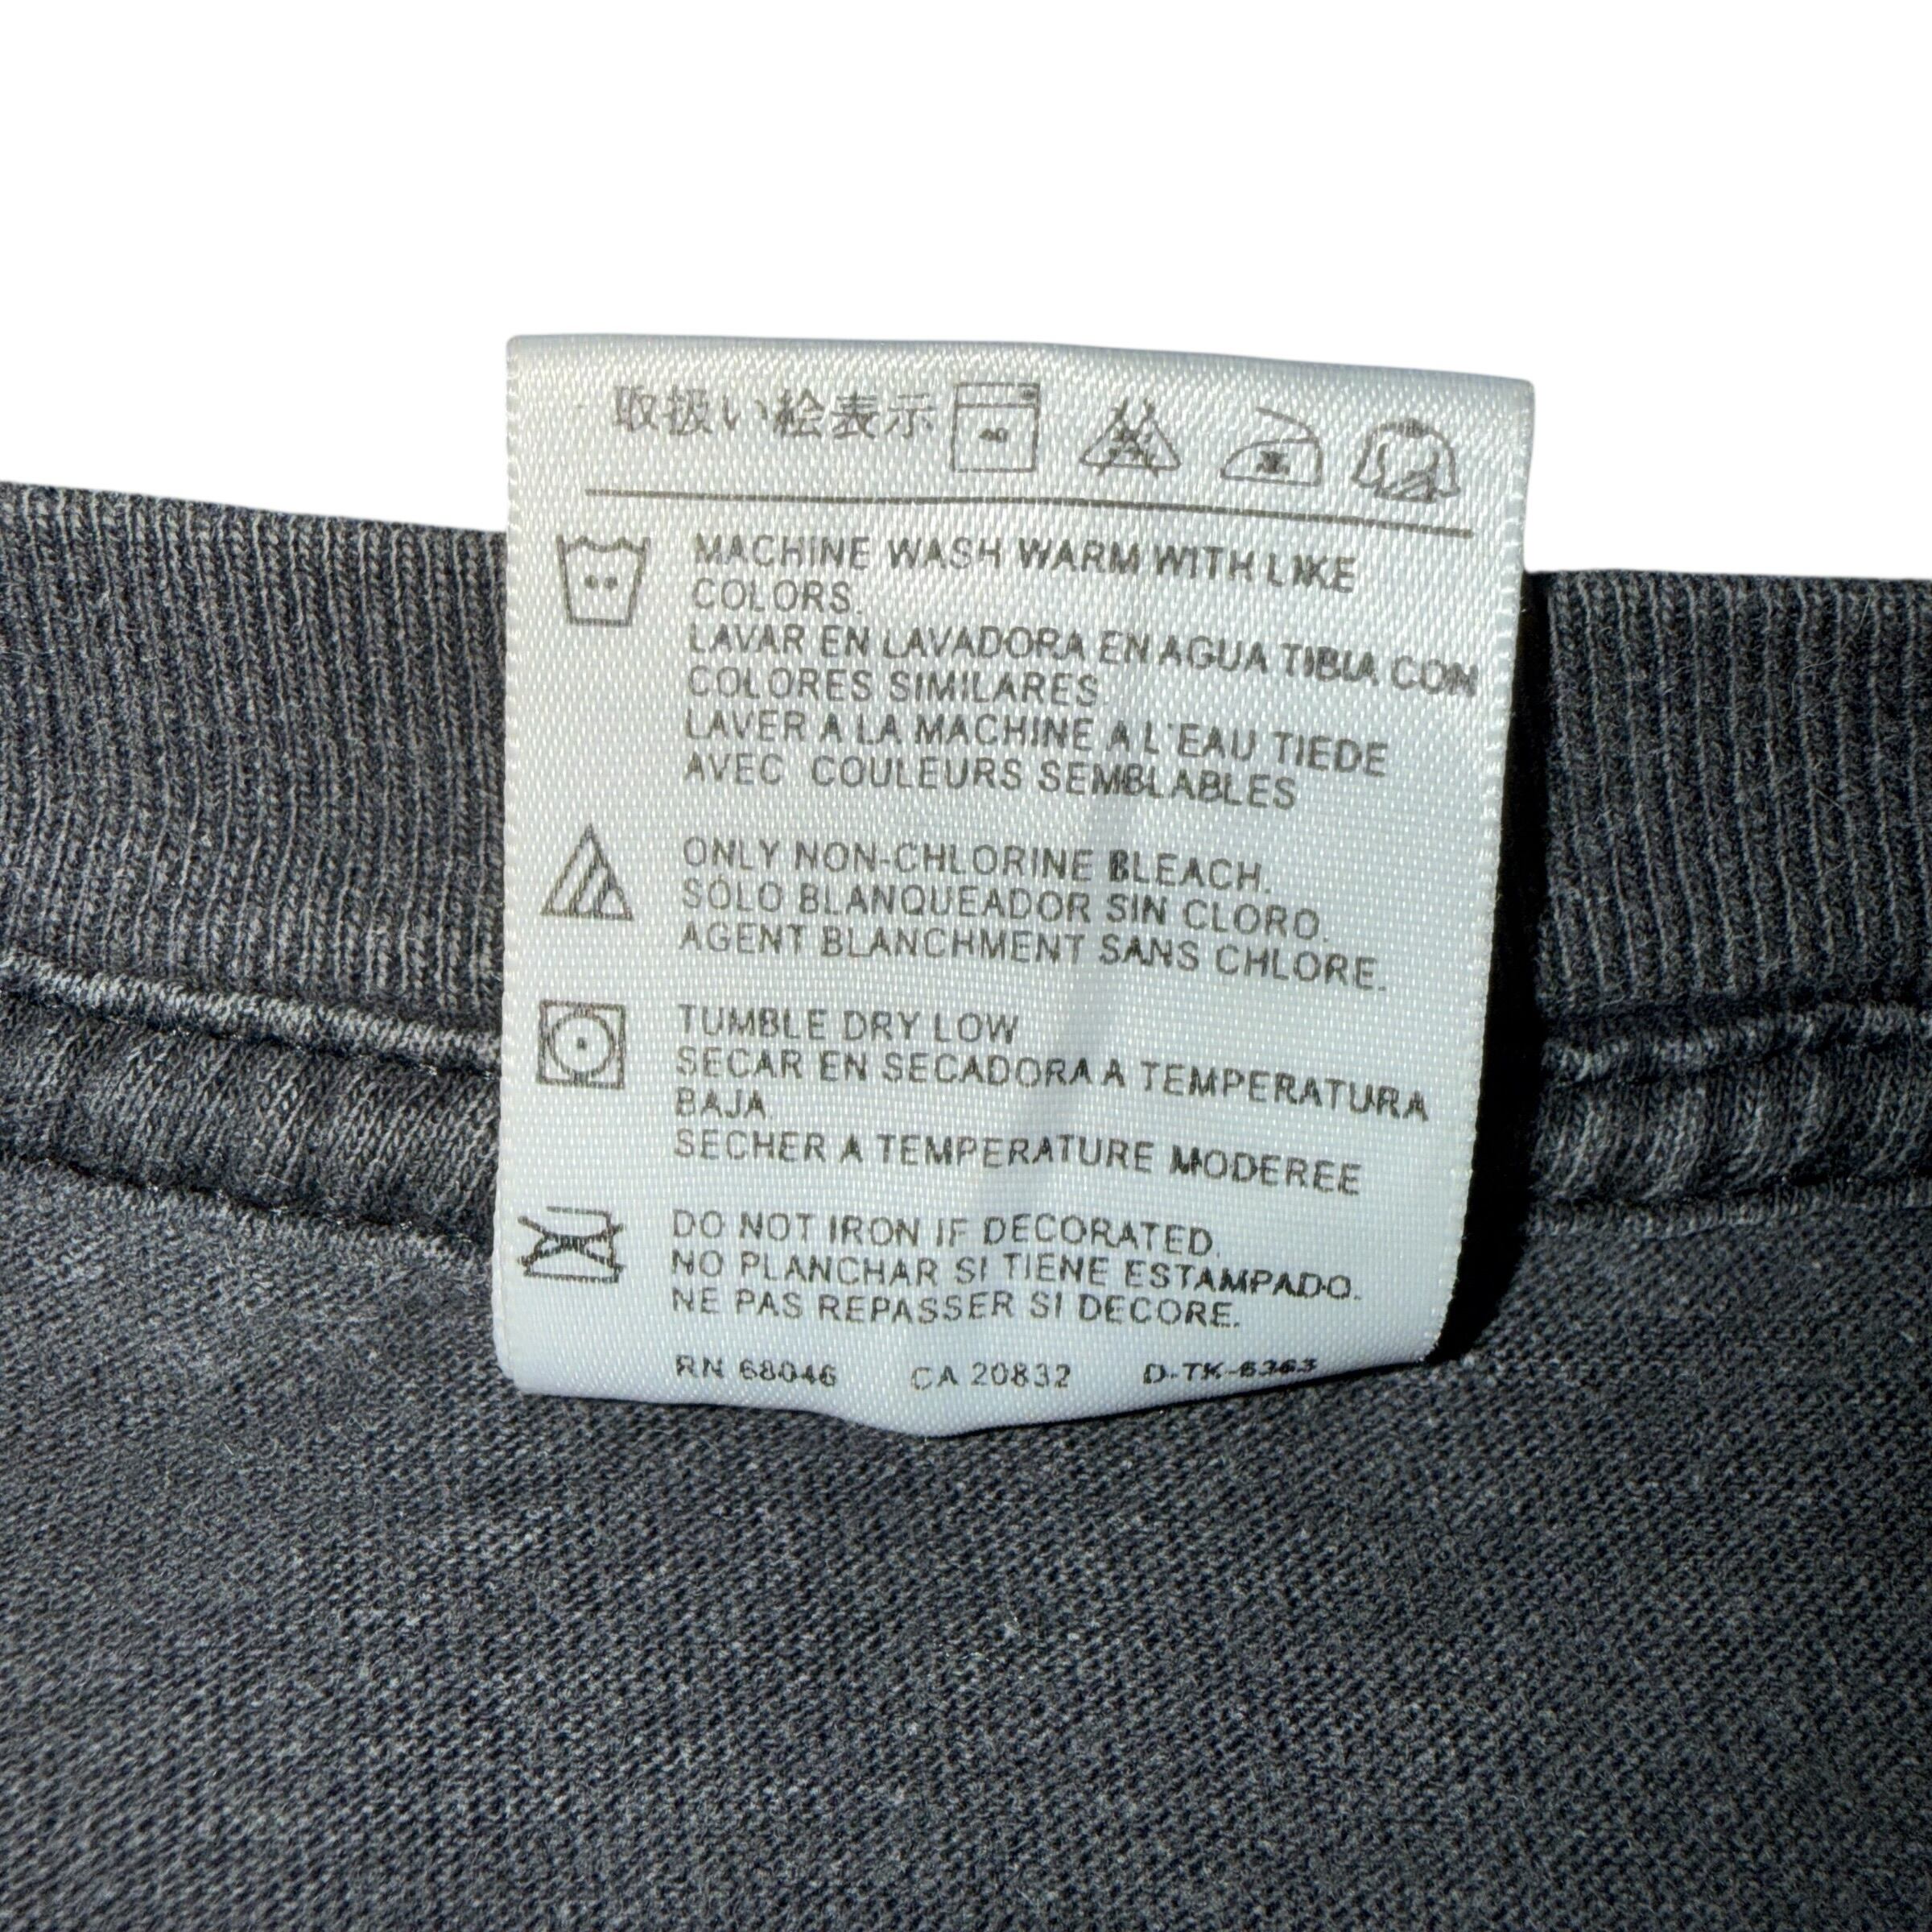 取扱い絵表示
MACHINE WASH WARM WITH LIKE
COLORS.
LAVAR EN LAVADORA EN AGUA TIBIA CON
COLORES SIMILARES.
LAVER A LA MACHINE A L'EAU TIEDE
AVEC COULEURS SEMBLABLES
ONLY NON-CHLORINE BLEACH.
SOLO BLANQUEADOR SIN CLORO.
AGENT BLANCHMENT SANS CHLORE.
TUMBLE DRY LOW
SECAR EN SECADORA A TEMPERATURA
BAJA
SECHER A TEMPERATURE MODEREE
DO NOT IRON IF DECORATED.
NO PLANCHAR SI TIENE ESTAMPADO.
NE PAS REPASSER SI DECORE.
RN 68046 CA 20832 D-TK-6363